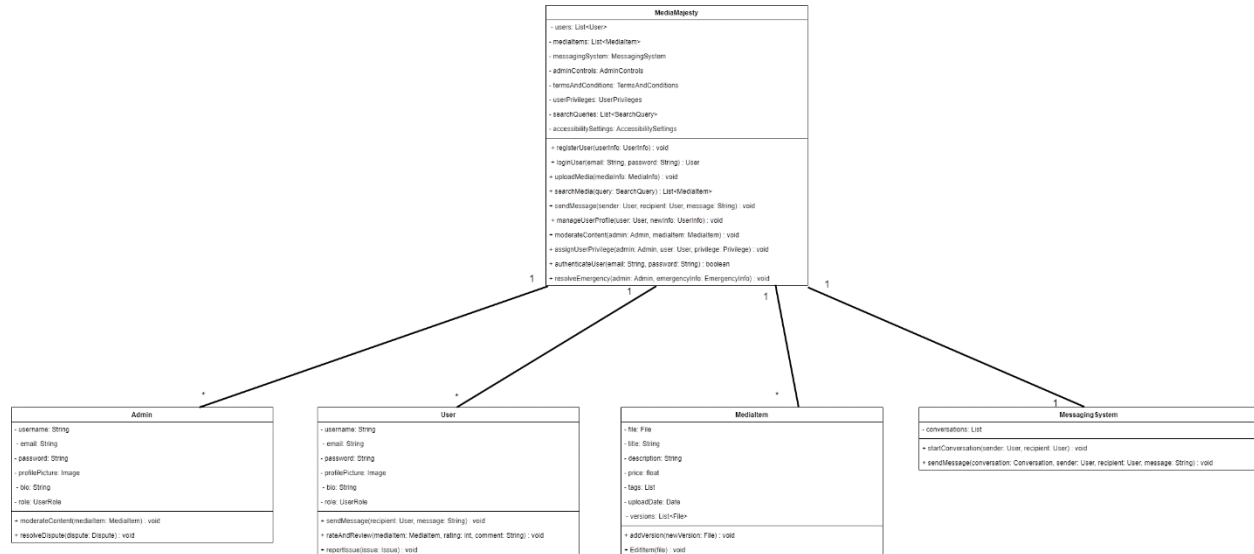 MediaMajesty
- users: List<User>
- mediaItems: List<MediaItem>
- messagingSystem: MessagingSystem
- adminControls: AdminControls
- termsAndConditions: TermsAndConditions
- userPrivileges: UserPrivileges
- searchQueries: List<SearchQuery>
- accessibilitySettings: AccessibilitySettings
+ registerUser(userInfo: UserInfo) : void
+ loginUser(email: String, password: String) : User
+ uploadMedia(mediaInfo: MediaInfo) : void
+ searchMedia(query: SearchQuery) : List<MediaItem>
+ sendMessage(sender: User, recipient: User, message: String) : void
+ manageUserProfile(user: User, newInfo: UserInfo) : void
+ moderateContent(admin: Admin, mediaItem: MediaItem) : void
+ assignUserPrivilege(admin: Admin, user: User, privilege: Privilege) : void
+ authenticateUser(email: String, password: String) : boolean
+ resolveEmergency(admin: Admin, emergencyInfo: EmergencyInfo) : void
1
1
1
1
*
*
*
1
Admin
- username: String
- email: String
- password: String
- profilePicture: Image
- bio: String
- role: UserRole
+ moderateContent(mediaItem: MediaItem) : void
+ resolveDispute(dispute: Dispute) : void
User
- username: String
- email: String
- password: String
- profilePicture: Image
- bio: String
- role: UserRole
+ sendMessage(recipient: User, message: String) : void
+ rateAndReview(mediaItem: MediaItem, rating: int, comment: String) : void
+ reportIssue(issue: Issue) : void
MediaItem
- file: File
- title: String
- description: String
- price: float
- tags: List
- uploadDate: Date
- versions: List<File>
+ addVersion(newVersion: File) : void
+ EditItem(file) : void
MessagingSystem
- conversations: List
+ startConversation(sender: User, recipient: User) : void
+ sendMessage(conversation: Conversation, sender: User, recipient: User, message: String) : void